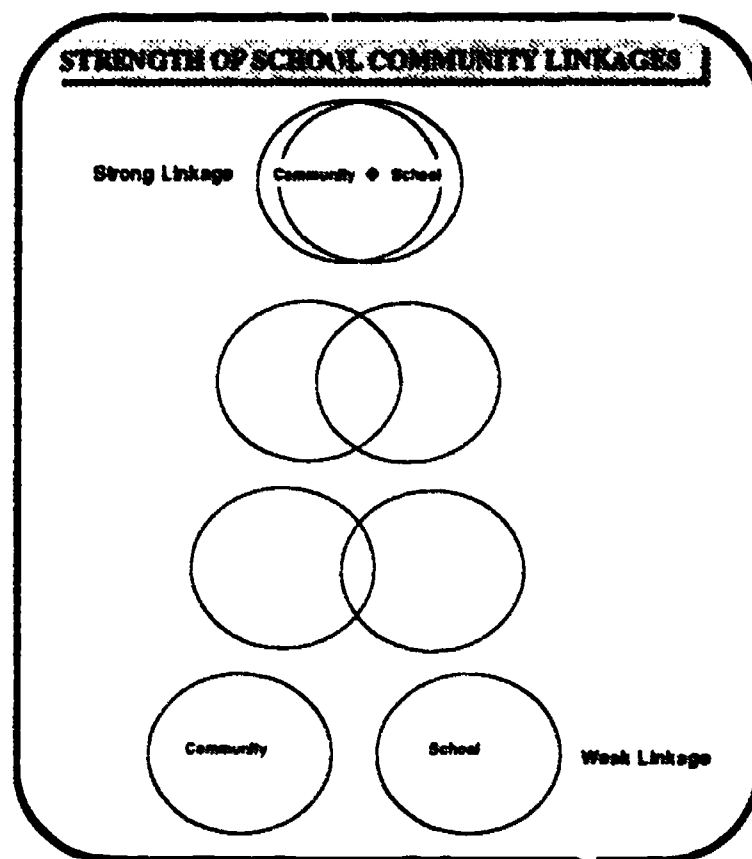 STRENGTH OF SCHOOL COMMUNITY LINKAGES
Strong Linkage
Community ◆ School
Community
School
Weak Linkage